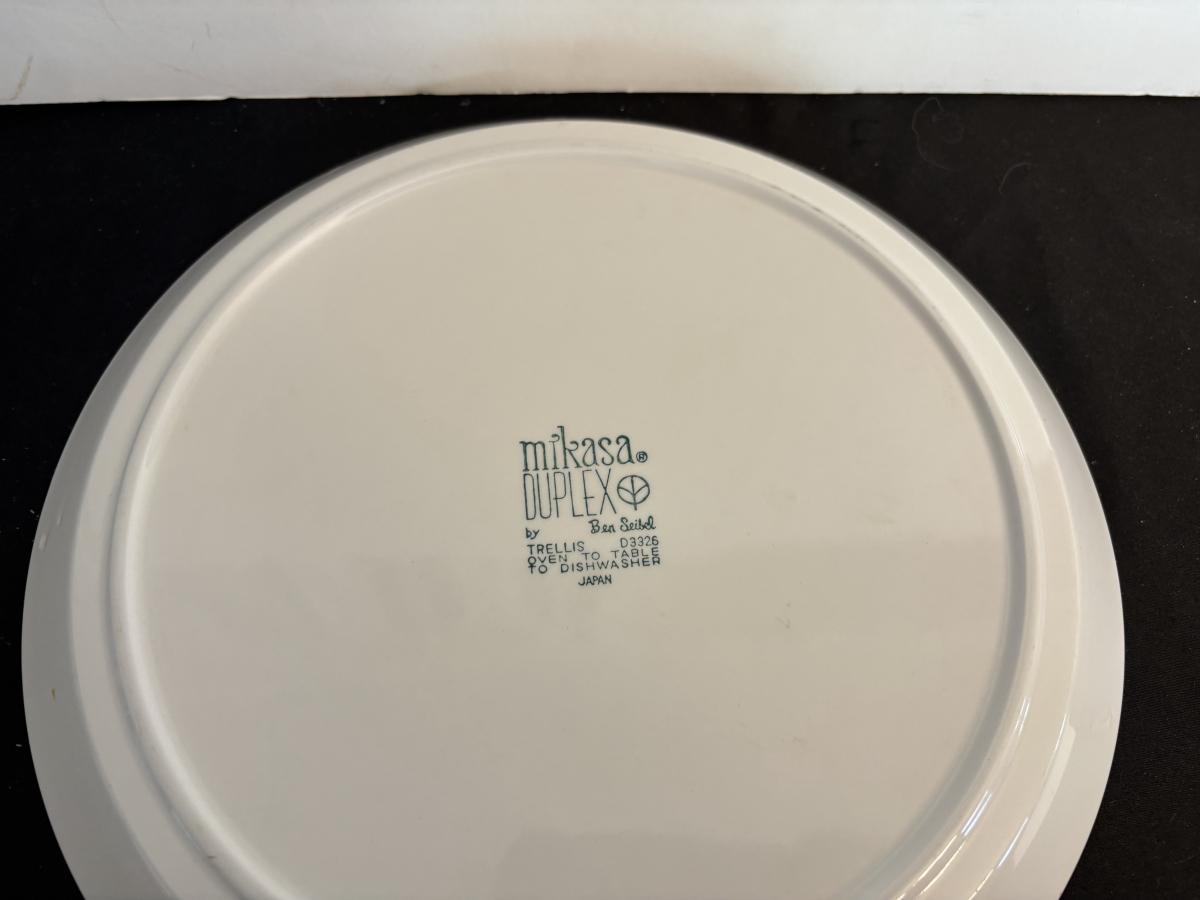 mikasa®
DUPLEX
by Ben Seibel
TRELLIS D3326
OVEN TO TABLE
TO DISHWASHER
JAPAN